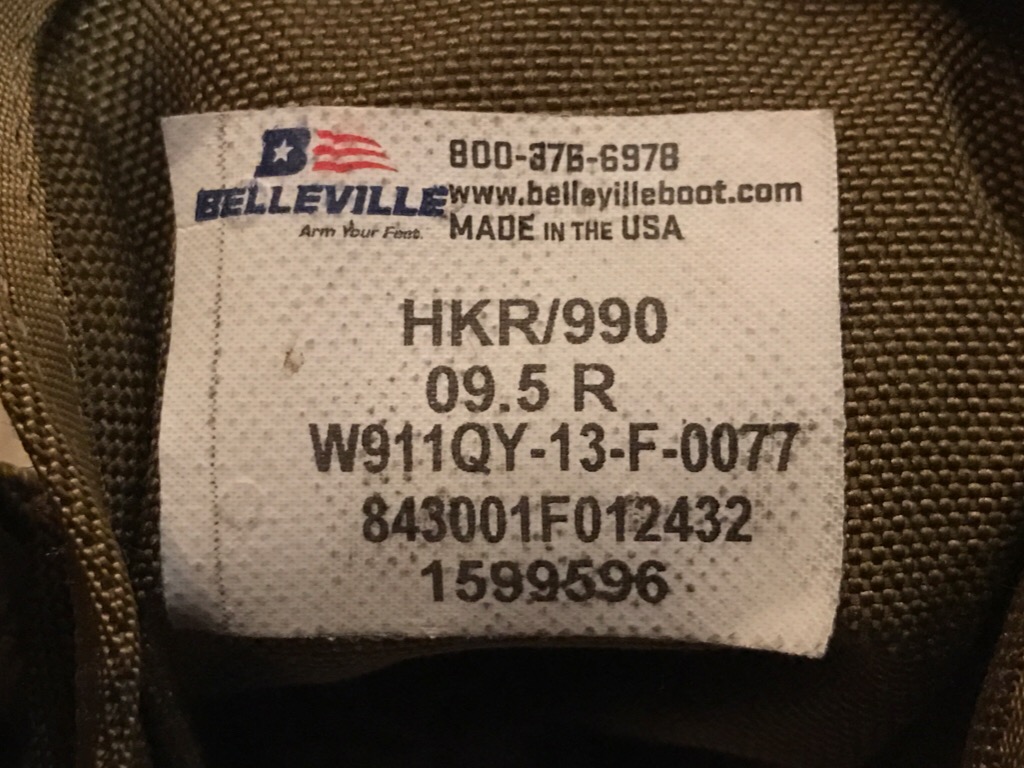 B
BELLEVILLE
Arm Your Feet.
800-376-6978
www.bellevilleboot.com
MADE IN THE USA
HKR/990
09.5 R
W911QY-13-F-0077
843001F012432
1599596